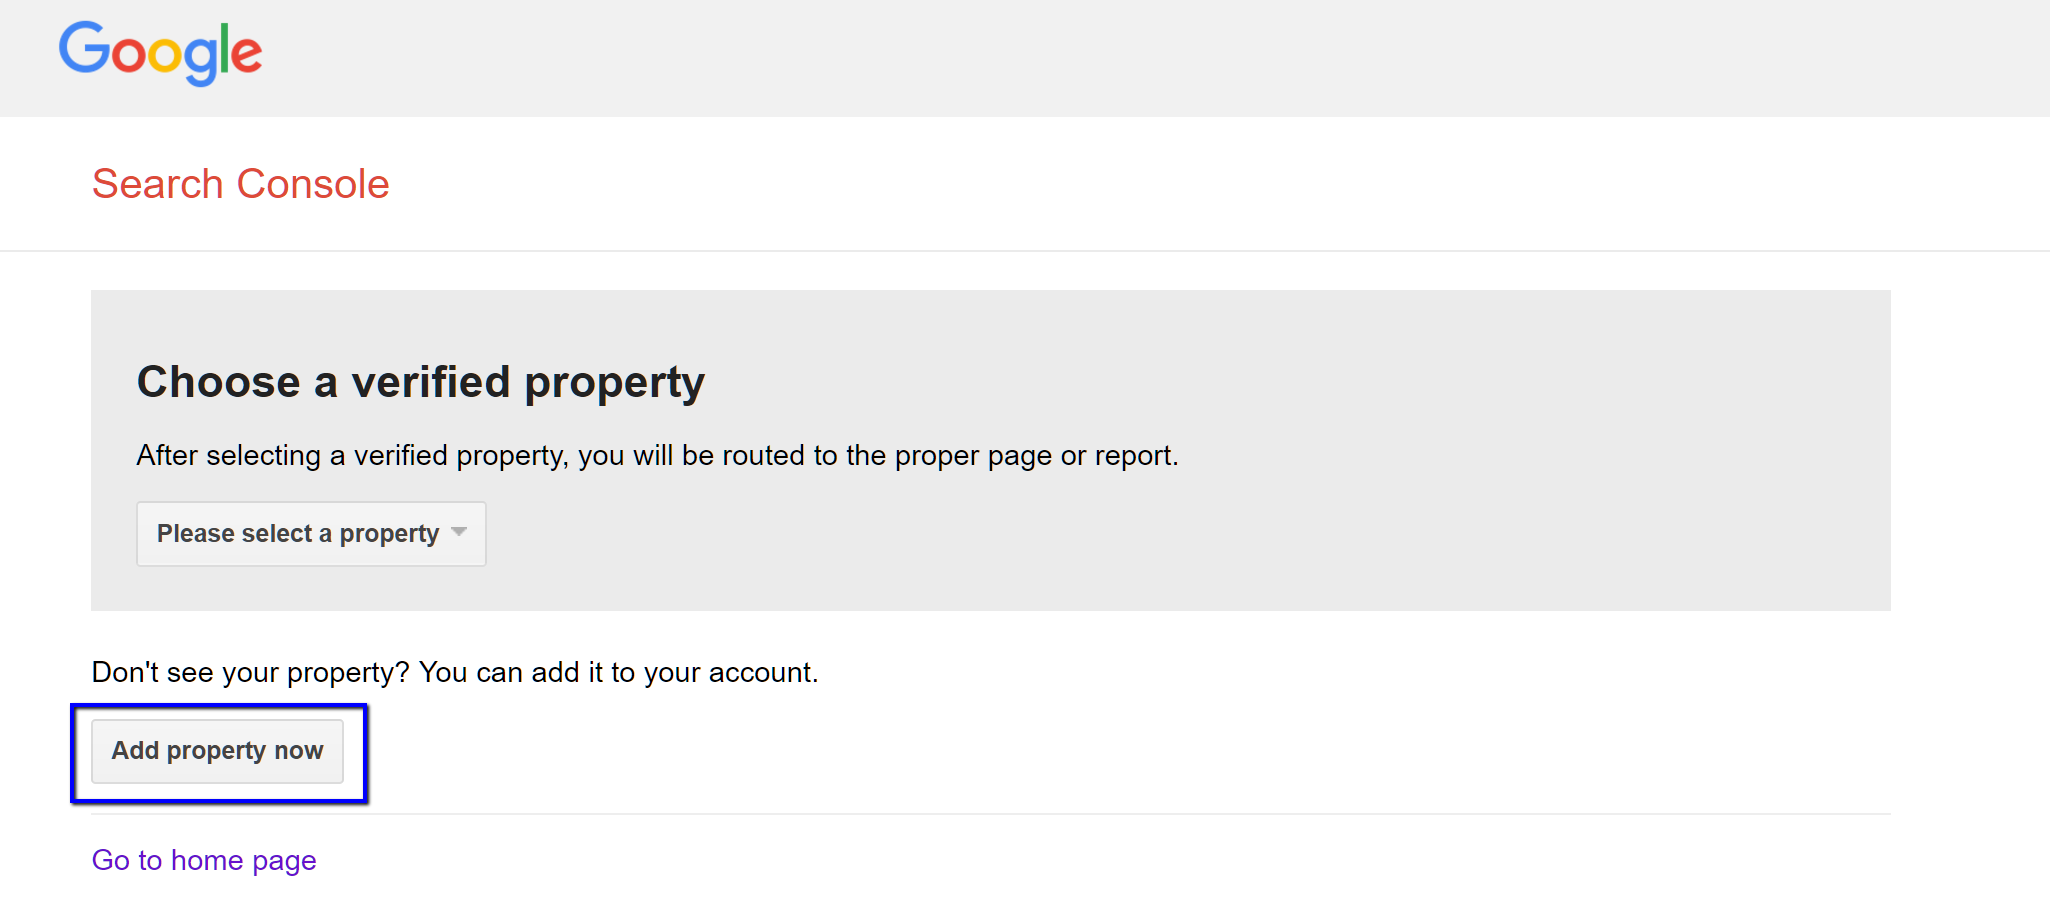 Google
Search Console
Choose a verified property
After selecting a verified property, you will be routed to the proper page or report.
Please select a property
Don't see your property? You can add it to your account.
Add property now
Go to home page